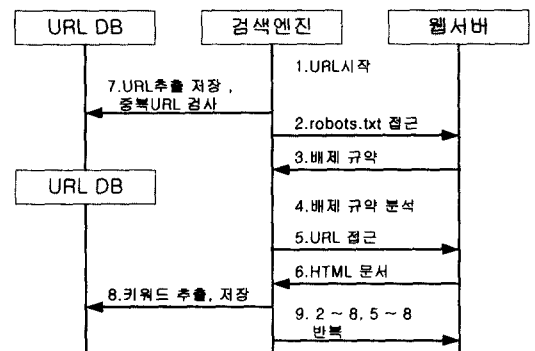 URL DB
검색엔진
웹서버
1.URL시작
7.URL추출 저장 ,
중복URL 검사
2.robots.txt 접근
3.배제 규약
URL DB
4.배제 규약 분석
5.URL 접근
6.HTML 문서
8.키워드 추출, 저장
9. 2 ~ 8, 5 ~ 8
반복